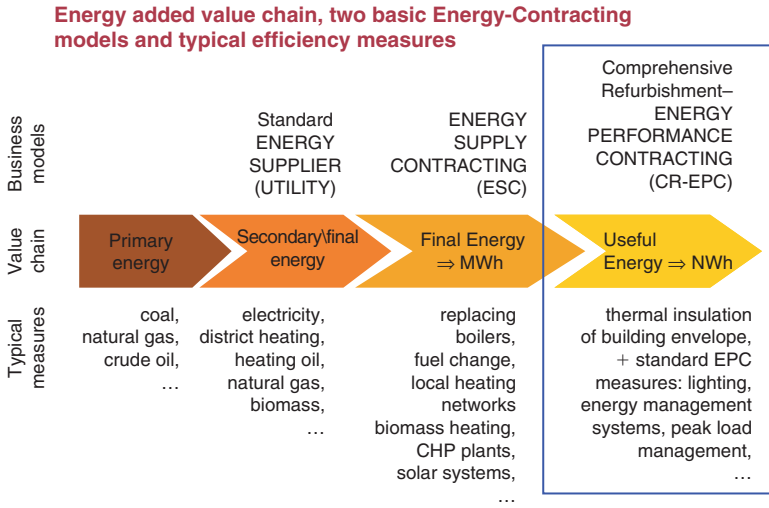 Energy added value chain, two basic Energy-Contracting
models and typical efficiency measures
Business
models
Standard
ENERGY
SUPPLIER
(UTILITY)
ENERGY
SUPPLY
CONTRACTING
(ESC)
Comprehensive
Refurbishment–
ENERGY
PERFORMANCE
CONTRACTING
(CR-EPC)
Value
chain
Primary
energy
Secondary\final
energy
Final Energy
⇒ MWh
Useful
Energy ⇒ NWh
Typical
measures
coal,
natural gas,
crude oil,
…
electricity,
district heating,
heating oil,
natural gas,
biomass,
…
replacing
boilers,
fuel change,
local heating
networks
biomass heating,
CHP plants,
solar systems,
…
thermal insulation
of building envelope,
+ standard EPC
measures: lighting,
energy management
systems, peak load
management,
…